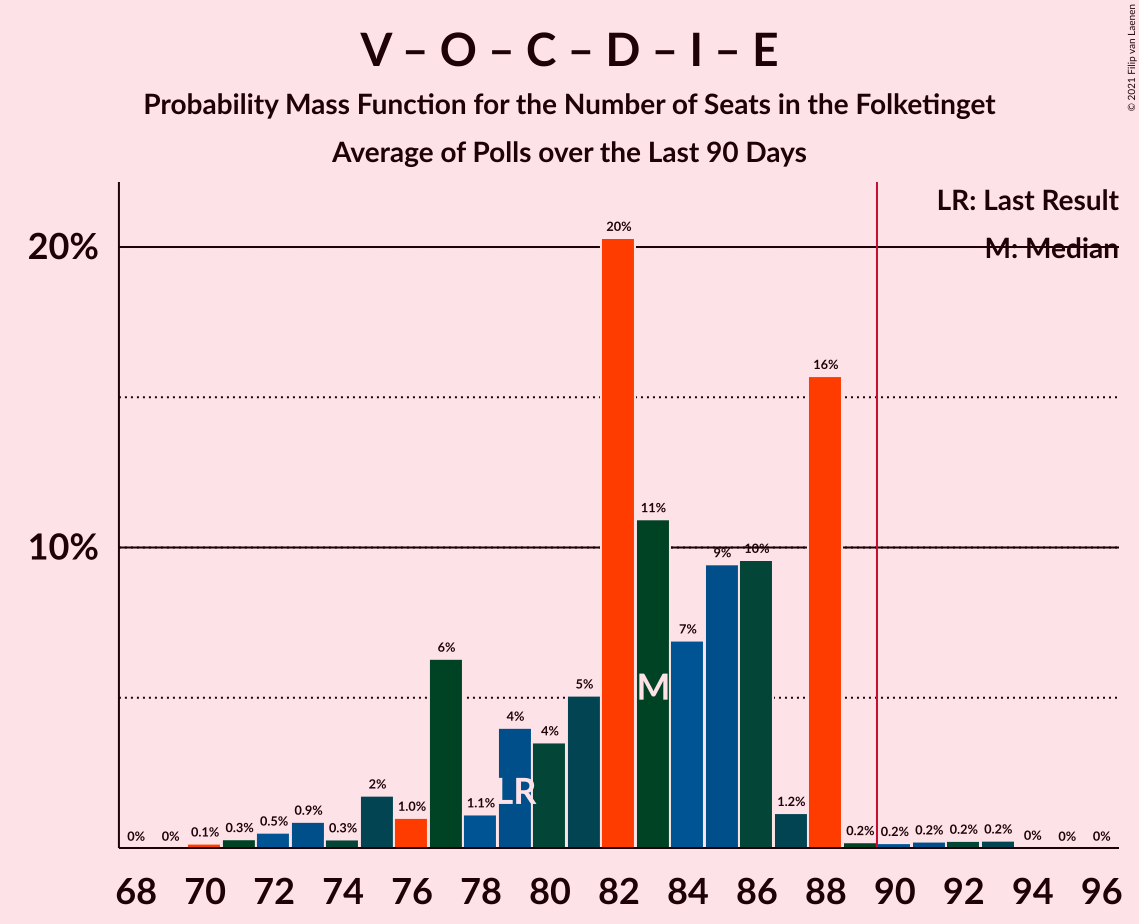 V – O – C – D – I – E
Probability Mass Function for the Number of Seats in the Folketinget
Average of Polls over the Last 90 Days
© 2021 Filip van Laenen
LR: Last Result
M: Median
20%
10%
0% 0% 0.1% 0.3% 0.5% 0.9% 0.3% 2% 1.0% 6% 1.1% 4% 4% 5% 20% 11% 7% 9% 10% 1.2% 16% 0.2% 0.2% 0.2% 0.2% 0.2% 0% 0% 0%
M
LR
68 70 72 74 76 78 80 82 84 86 88 90 92 94 96